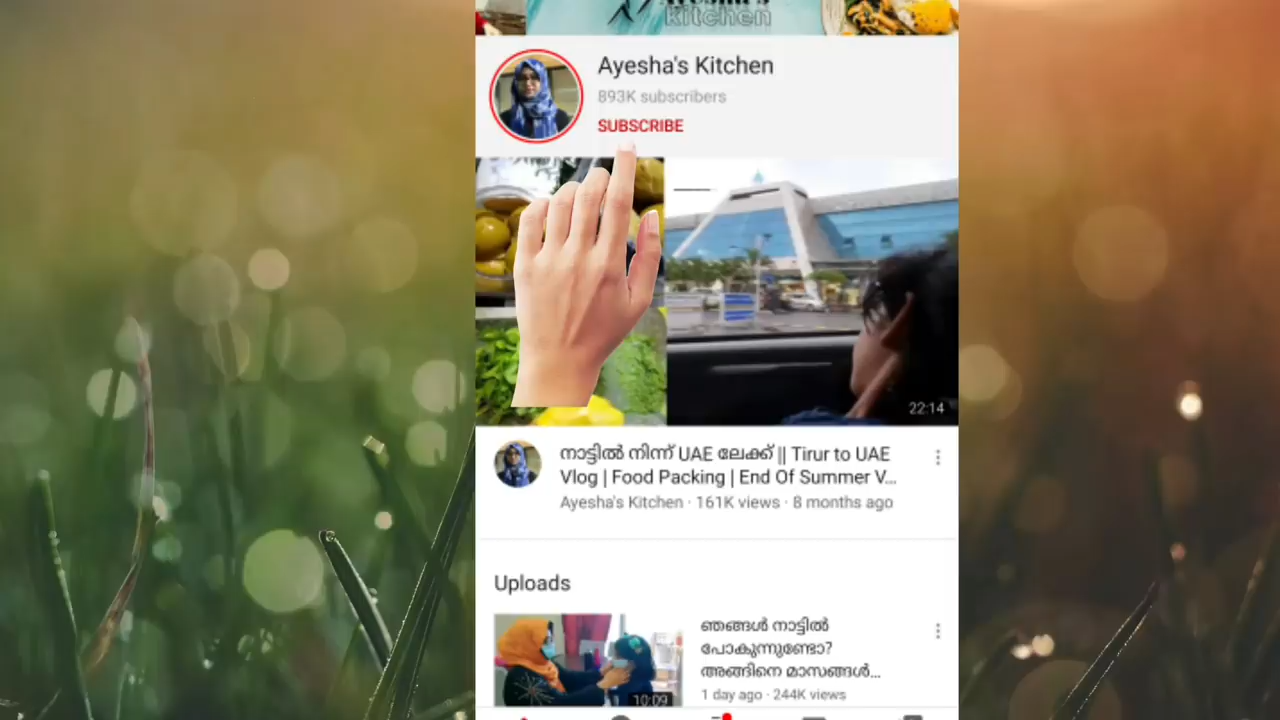 Kitchen
Ayesha's Kitchen
893K subscribers
SUBSCRIBE
22:14
നാട്ടിൽ നിന്ന് UAE ലേക്ക് || Tirur to UAE
Vlog | Food Packing | End Of Summer V...
Ayesha's Kitchen · 161K views · 8 months ago
Uploads
ഞങ്ങൾ നാട്ടിൽ
പോകുന്നുണ്ടോ?
അങ്ങിനെ മാസങ്ങൾ...
1 day ago · 244K views
10:09